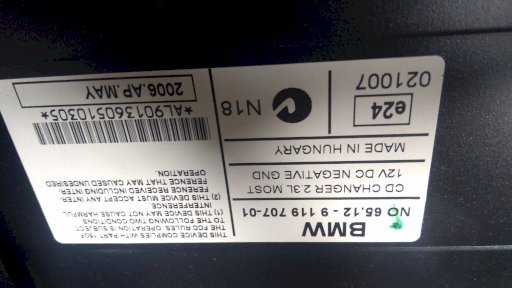 BMW
NO 65.12 - 9 119 707-01
CD CHANGER 2.3L MOST
12V DC NEGATIVE GND
MADE IN HUNGARY
e24
021007
N18
THIS DEVICE COMPLIES WITH PART
THE FCC RULES. OPERATION IS SUBJECT
TO THE FOLLOWING TWO CONDITIONS:
(1) THIS DEVICE MAY NOT CAUSE HARMFUL
INTERFERENCE
(2) THIS DEVICE MUST ACCEPT ANY INTER-
FERENCE RECEIVED INCLUDING INTER-
FERENCE THAT MAY CAUSED UNDESIRED
OPERATION.
*AL901360510305*
2006.AP.MAY